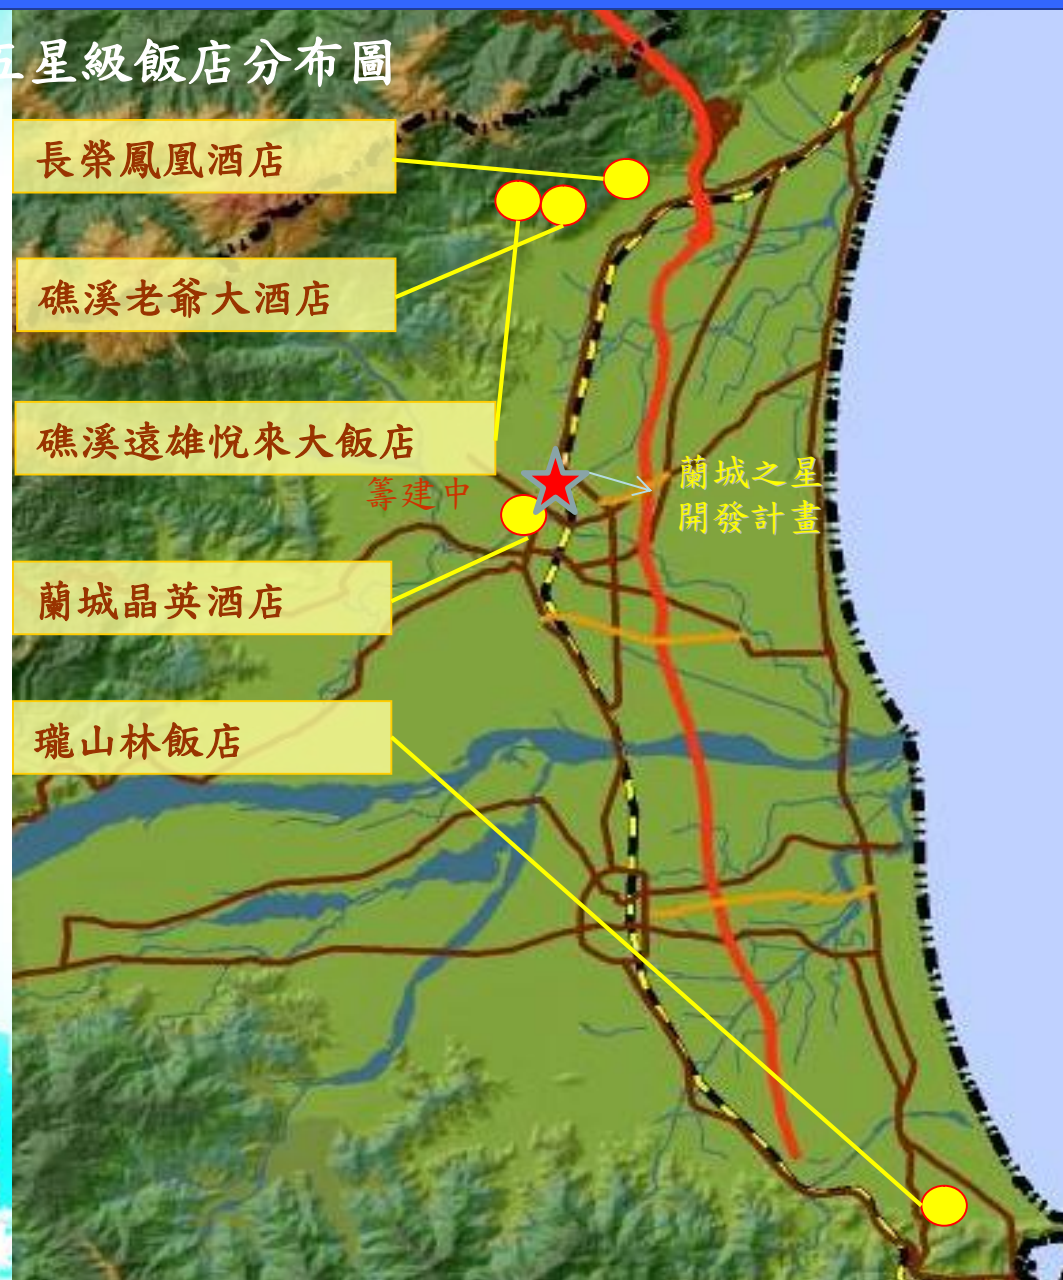 五星級飯店分布圖
長榮鳳凰酒店
礁溪老爺大酒店
礁溪遠雄悅來大飯店
籌建中
蘭城之星
開發計畫
蘭城晶英酒店
瓏山林飯店